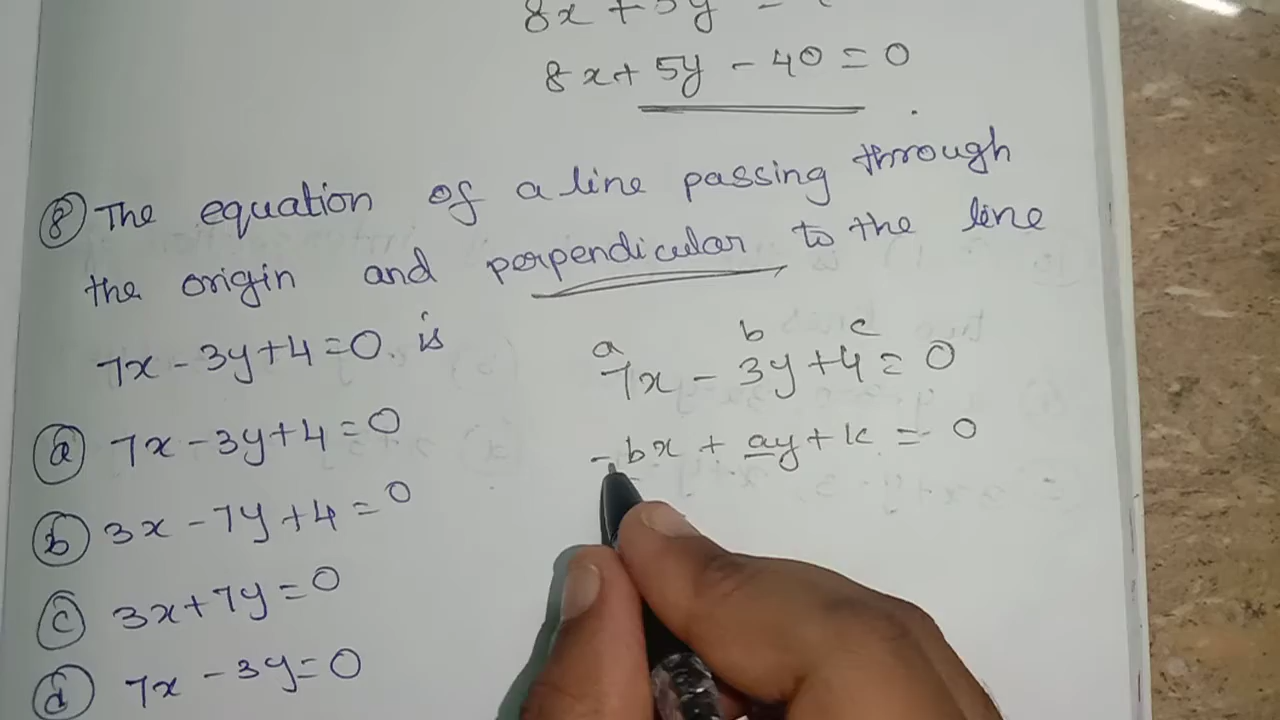 8x + 5y =
8x + 5y - 40 = 0
⑧ The equation of a line passing through
the origin and perpendicular to the line
7x - 3y + 4 = 0. is
ⓐ 7x - 3y + 4 = 0
ⓑ 3x - 7y + 4 = 0
ⓒ 3x + 7y = 0
ⓓ 7x - 3y = 0
a b c
7x - 3y + 4 = 0
- bx + ay + k = 0